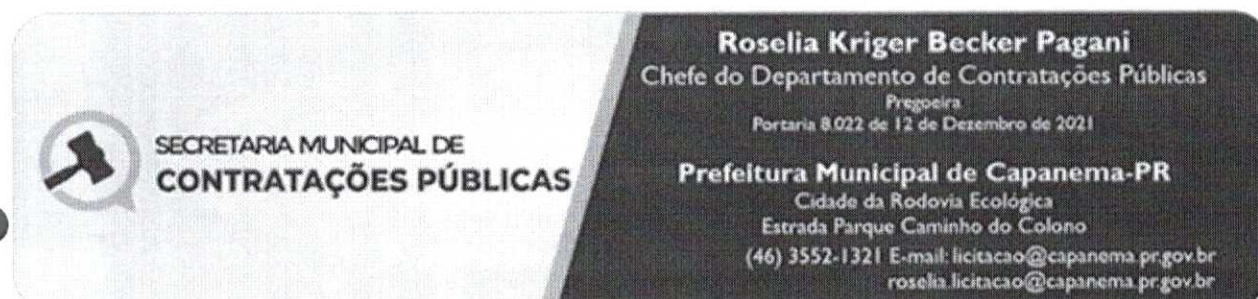 SECRETARIA MUNICIPAL DE
CONTRATAÇÕES PÚBLICAS
Roselia Kriger Becker Pagani
Chefe do Departamento de Contratações Públicas
Pregoeira
Portaria 8.022 de 12 de Dezembro de 2021
Prefeitura Municipal de Capanema-PR
Cidade da Rodovia Ecológica
Estrada Parque Caminho do Colono
(46) 3552-1321 E-mail: licitacao@capanema.pr.gov.br
roselia.licitacao@capanema.pr.gov.br